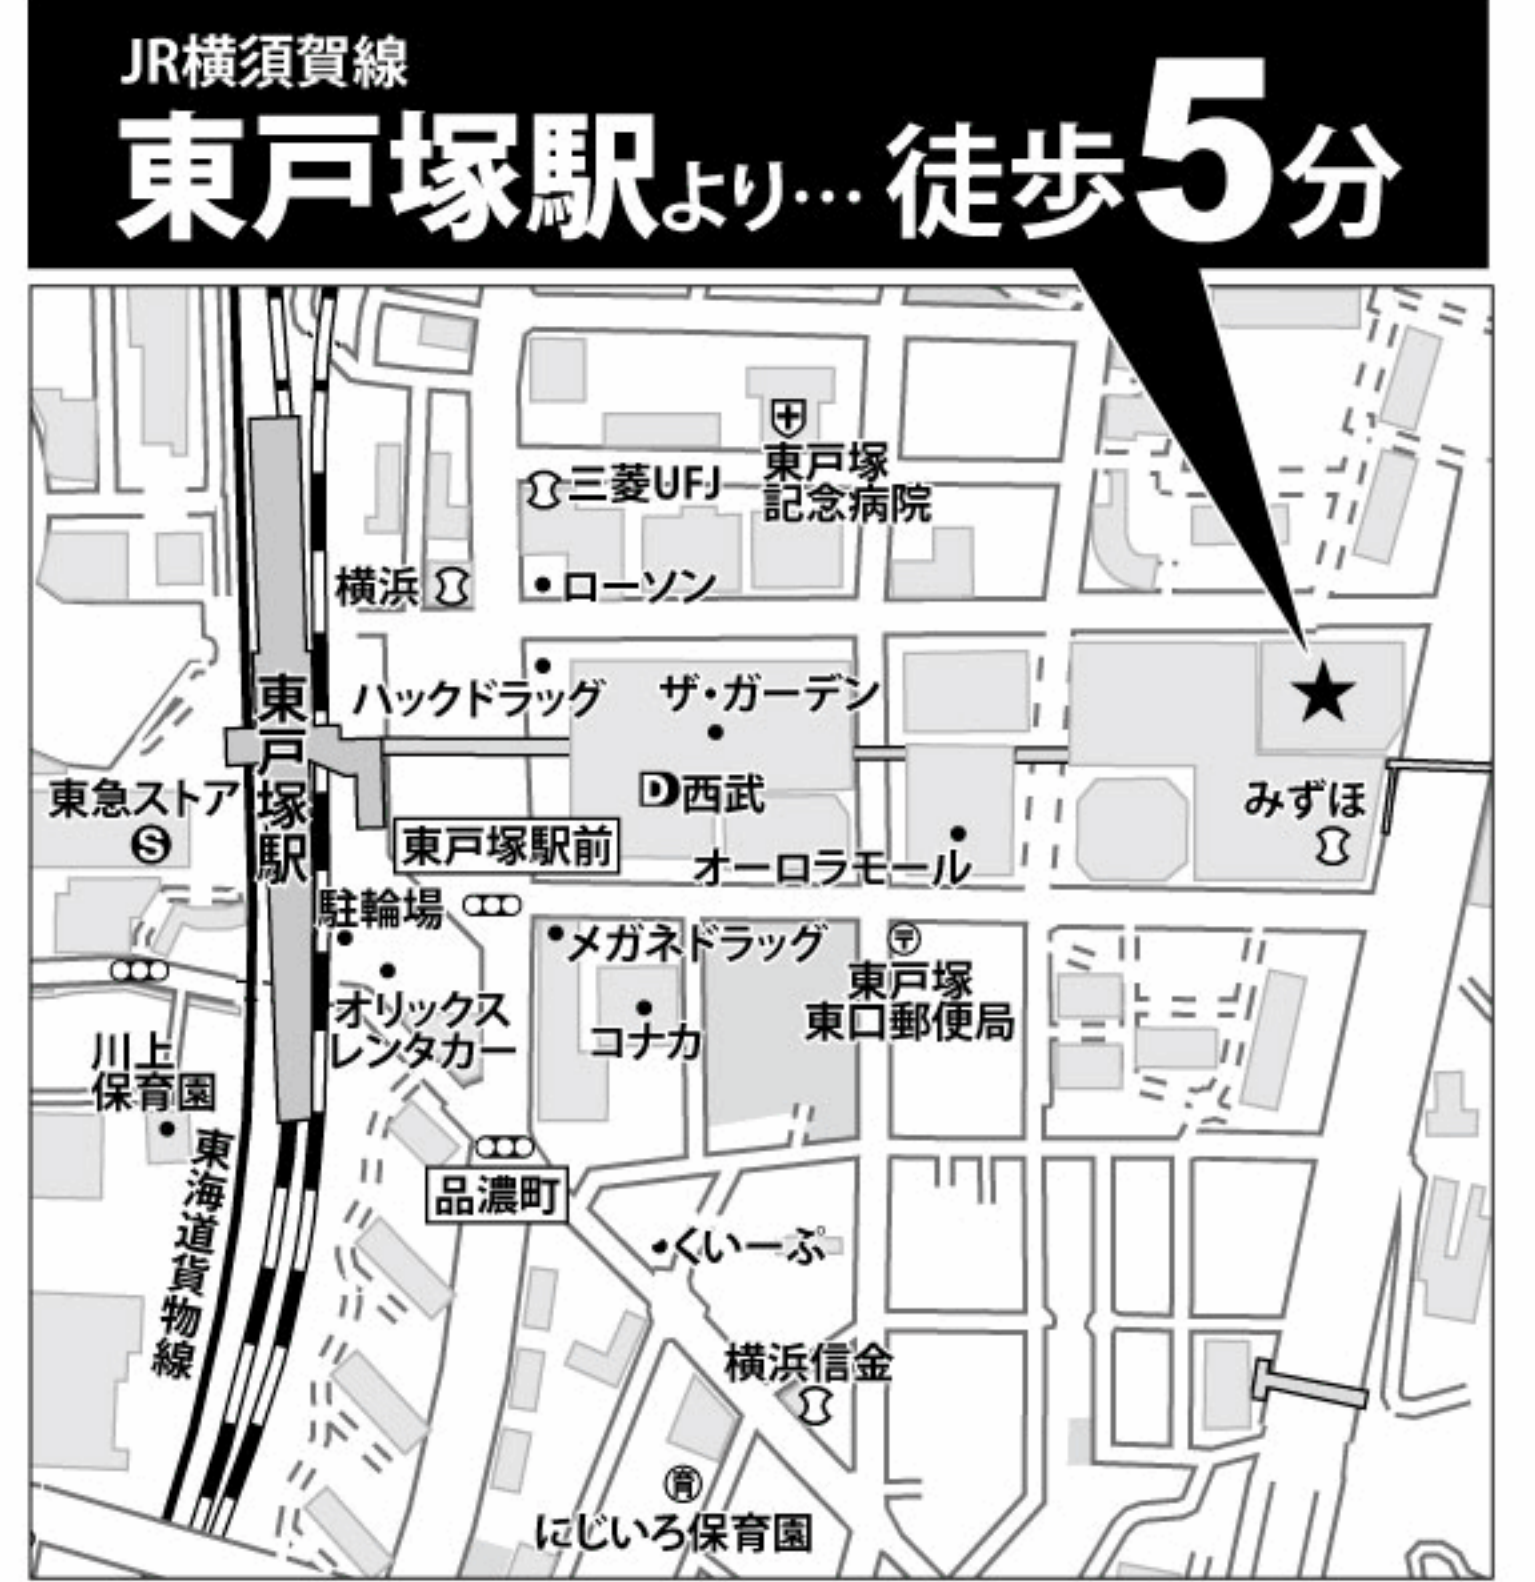 JR横須賀線
東戸塚駅より…徒歩5分
三菱UFJ
東戸塚
記念病院
横浜
ローソン
ハックドラッグ
ザ・ガーデン
東戸塚駅
東急ストア
S
D西武
みずほ
東戸塚駅前
オーロラモール
駐輪場
メガネドラッグ
〒
東戸塚
東口郵便局
オリックス
レンタカー
コナカ
川上
保育園
東海道貨物線
品濃町
くいーぷ
横浜信金
育
にじいろ保育園